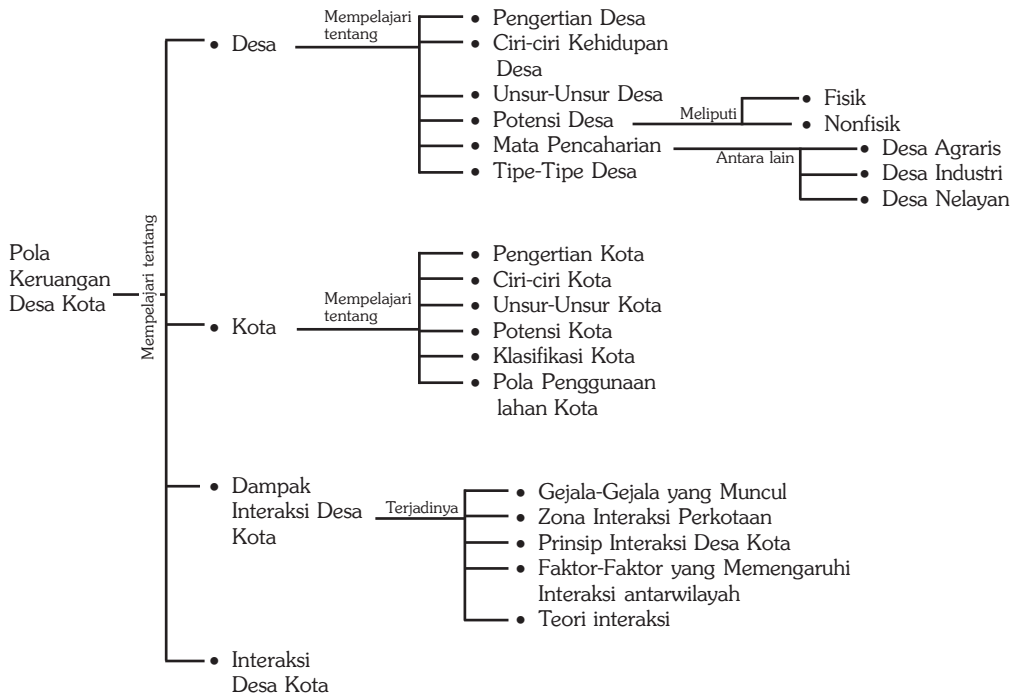 Pola
Keruangan
Desa Kota
Mempelajari tentang
Desa
Mempelajari
tentang
Pengertian Desa
Ciri-ciri Kehidupan
Desa
Unsur-Unsur Desa
Potensi Desa
Meliputi
Fisik
Nonfisik
Mata Pencaharian
Antara lain
Desa Agraris
Desa Industri
Desa Nelayan
Tipe-Tipe Desa
Kota
Mempelajari
tentang
Pengertian Kota
Ciri-ciri Kota
Unsur-Unsur Kota
Potensi Kota
Klasifikasi Kota
Pola Penggunaan
lahan Kota
Dampak
Interaksi Desa
Kota
Terjadinya
Gejala-Gejala yang Muncul
Zona Interaksi Perkotaan
Prinsip Interaksi Desa Kota
Faktor-Faktor yang Memengaruhi
Interaksi antarwilayah
Teori interaksi
Interaksi
Desa Kota